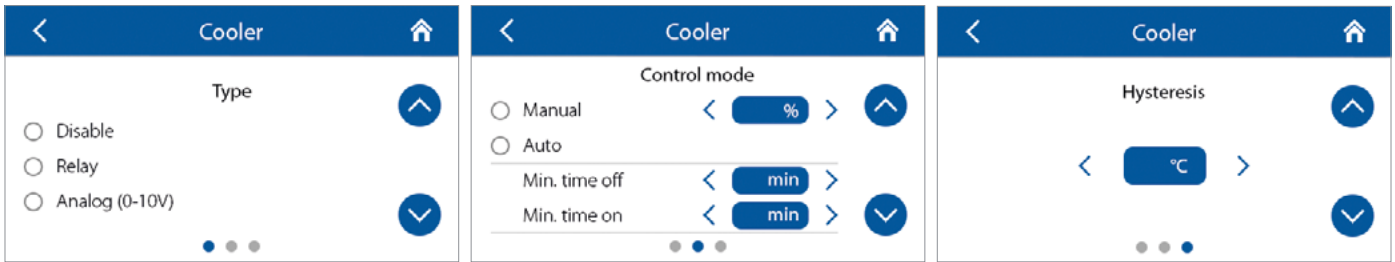 Cooler
Type
Disable
Relay
Analog (0-10V)
Cooler
Control mode
Manual %
Auto
Min. time off min
Min. time on min
Cooler
Hysteresis
°C